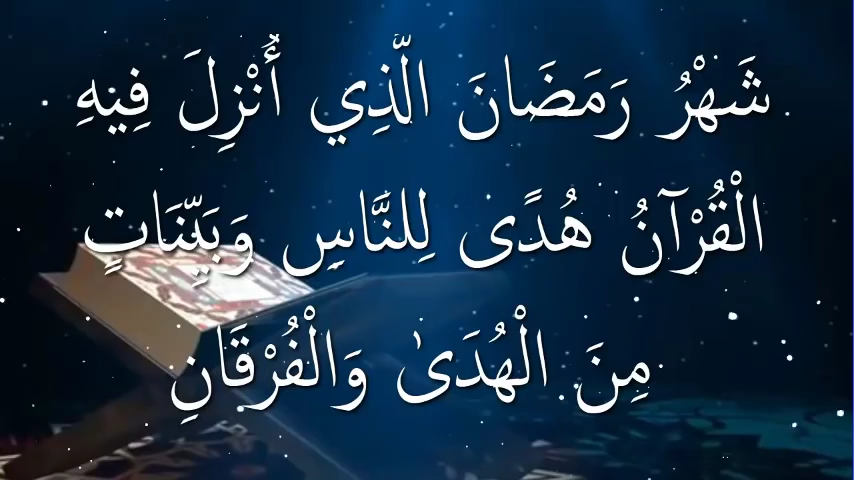 شَهْرُ رَمَضَانَ الَّذِي أُنْزِلَ فِيهِ
الْقُرْآنُ هُدًى لِلنَّاسِ وَبَيِّنَاتٍ
مِنَ الْهُدَىٰ وَالْفُرْقَانِ